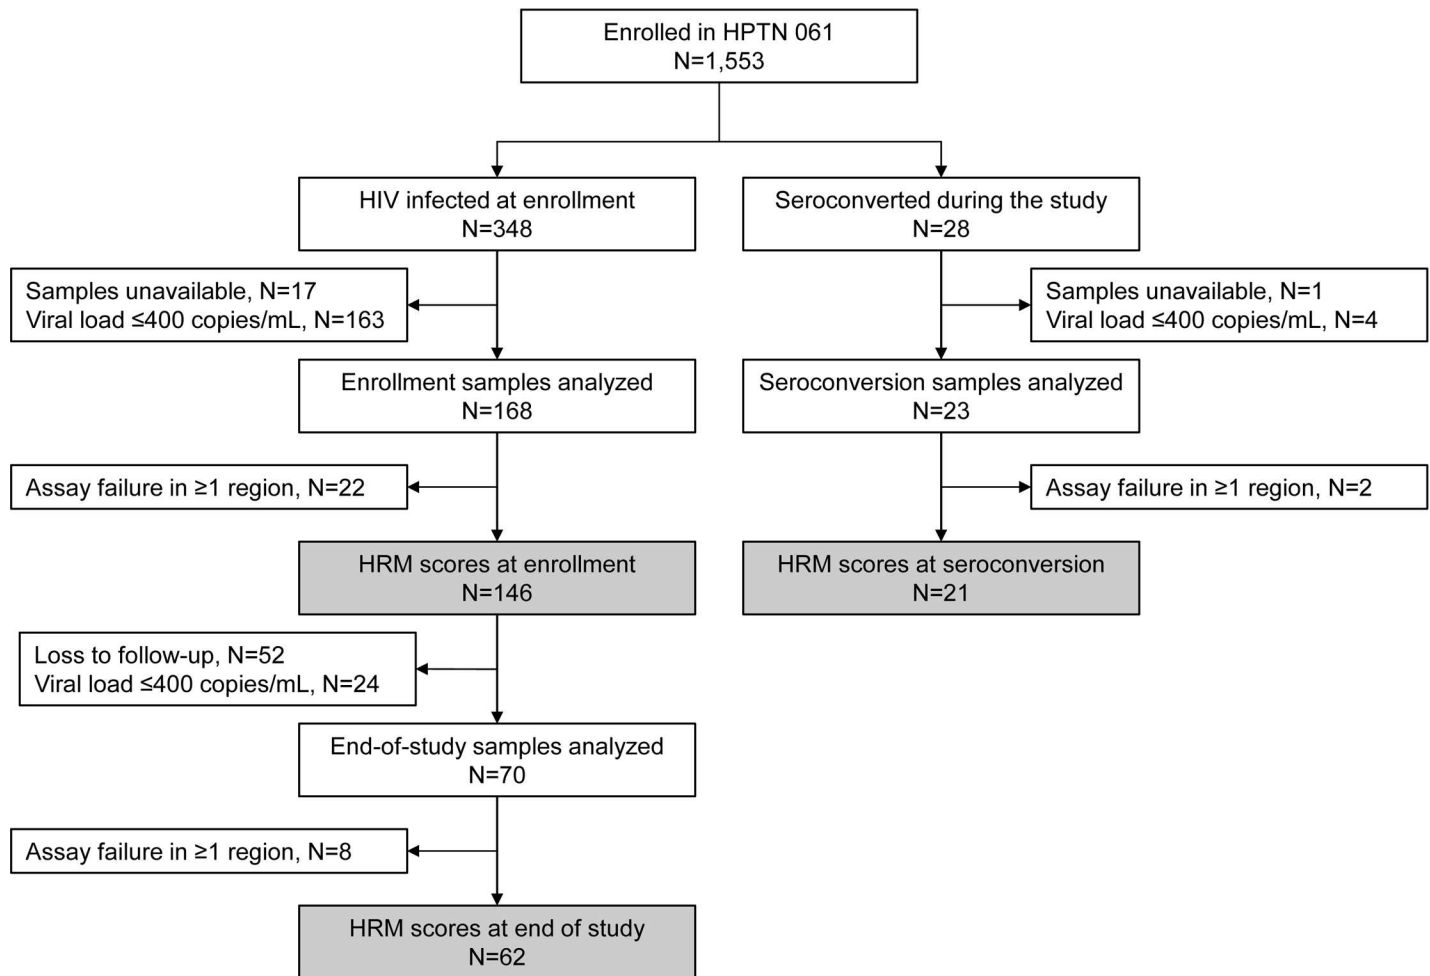 Enrolled in HPTN 061
N=1,553
HIV infected at enrollment
N=348
Seroconverted during the study
N=28
Samples unavailable, N=17
Viral load ≤400 copies/mL, N=163
Samples unavailable, N=1
Viral load ≤400 copies/mL, N=4
Enrollment samples analyzed
N=168
Seroconversion samples analyzed
N=23
Assay failure in ≥1 region, N=22
Assay failure in ≥1 region, N=2
HRM scores at enrollment
N=146
HRM scores at seroconversion
N=21
Loss to follow-up, N=52
Viral load ≤400 copies/mL, N=24
End-of-study samples analyzed
N=70
Assay failure in ≥1 region, N=8
HRM scores at end of study
N=62